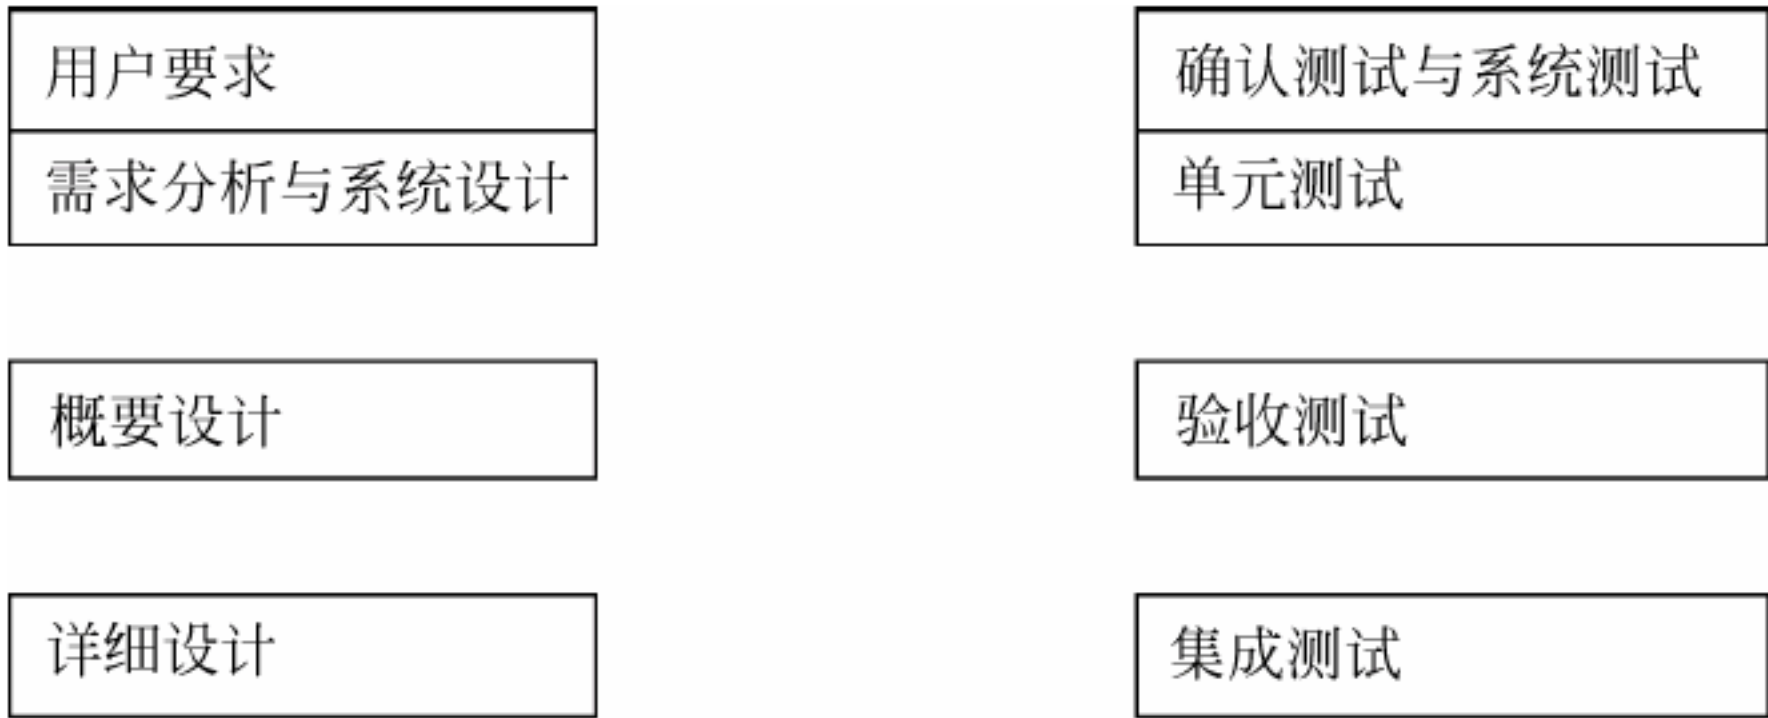 用户要求
确认测试与系统测试
需求分析与系统设计
单元测试
概要设计
验收测试
详细设计
集成测试